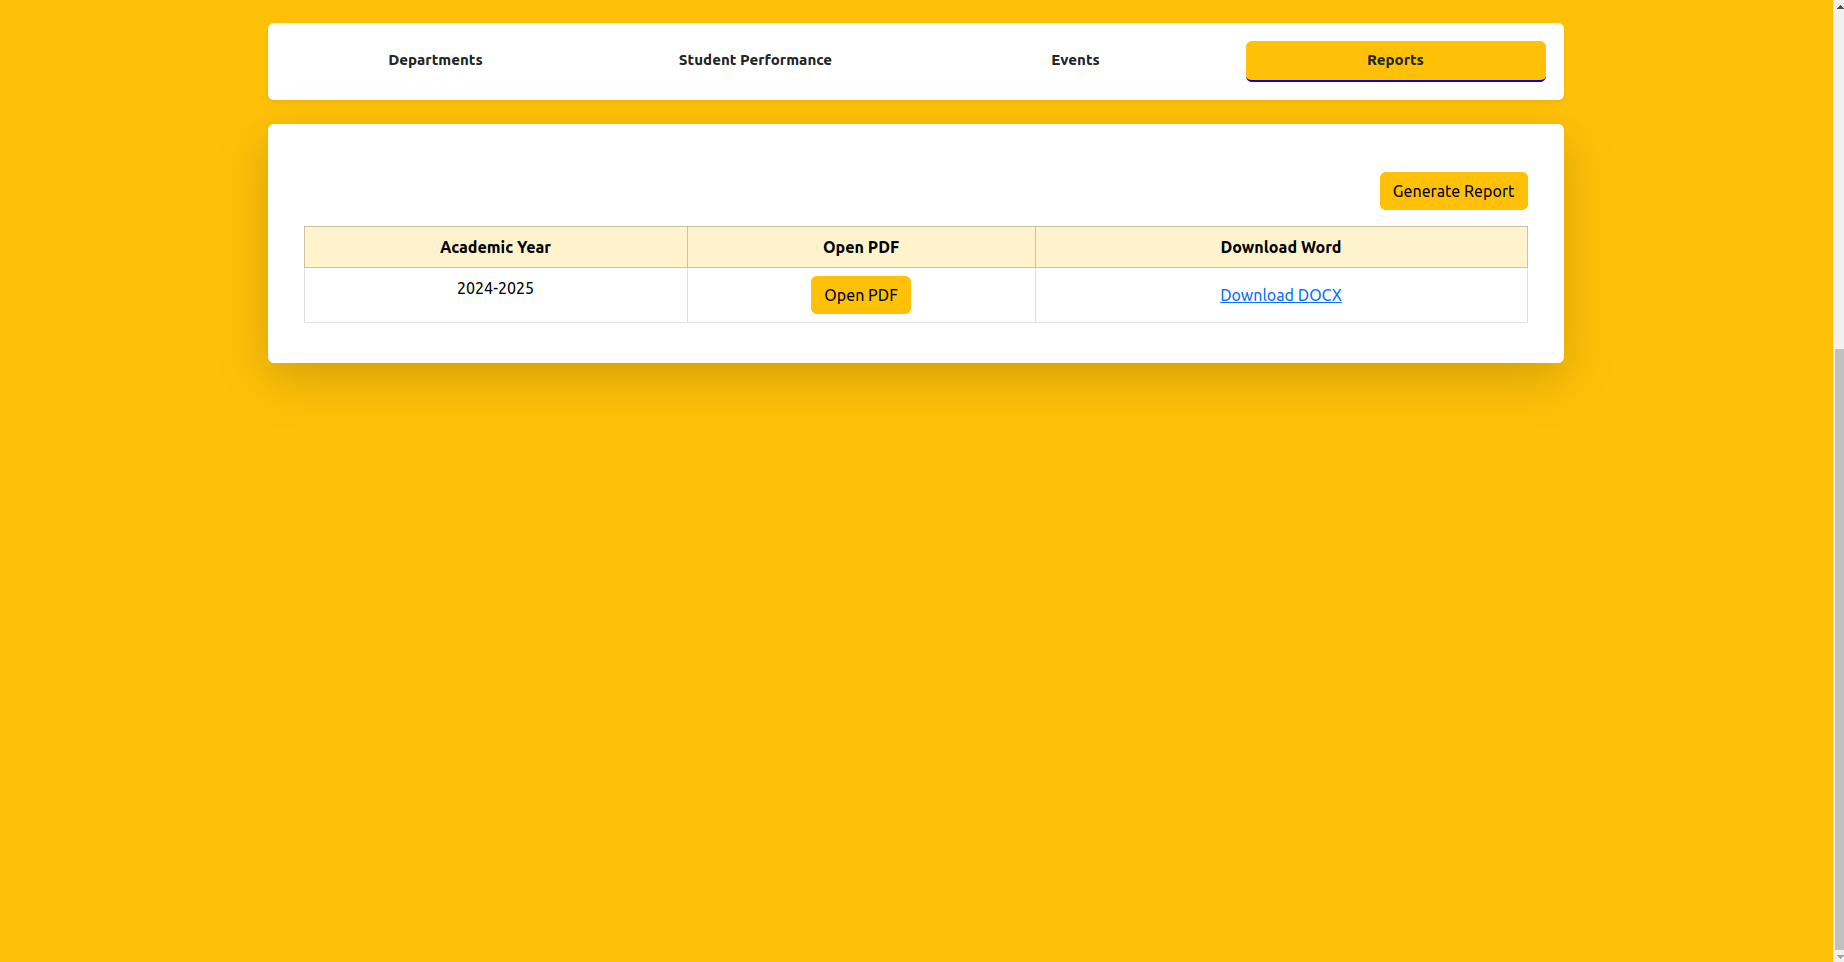 Departments Student Performance Events Reports
Generate Report
Academic Year Open PDF Download Word
2024-2025 Open PDF Download DOCX